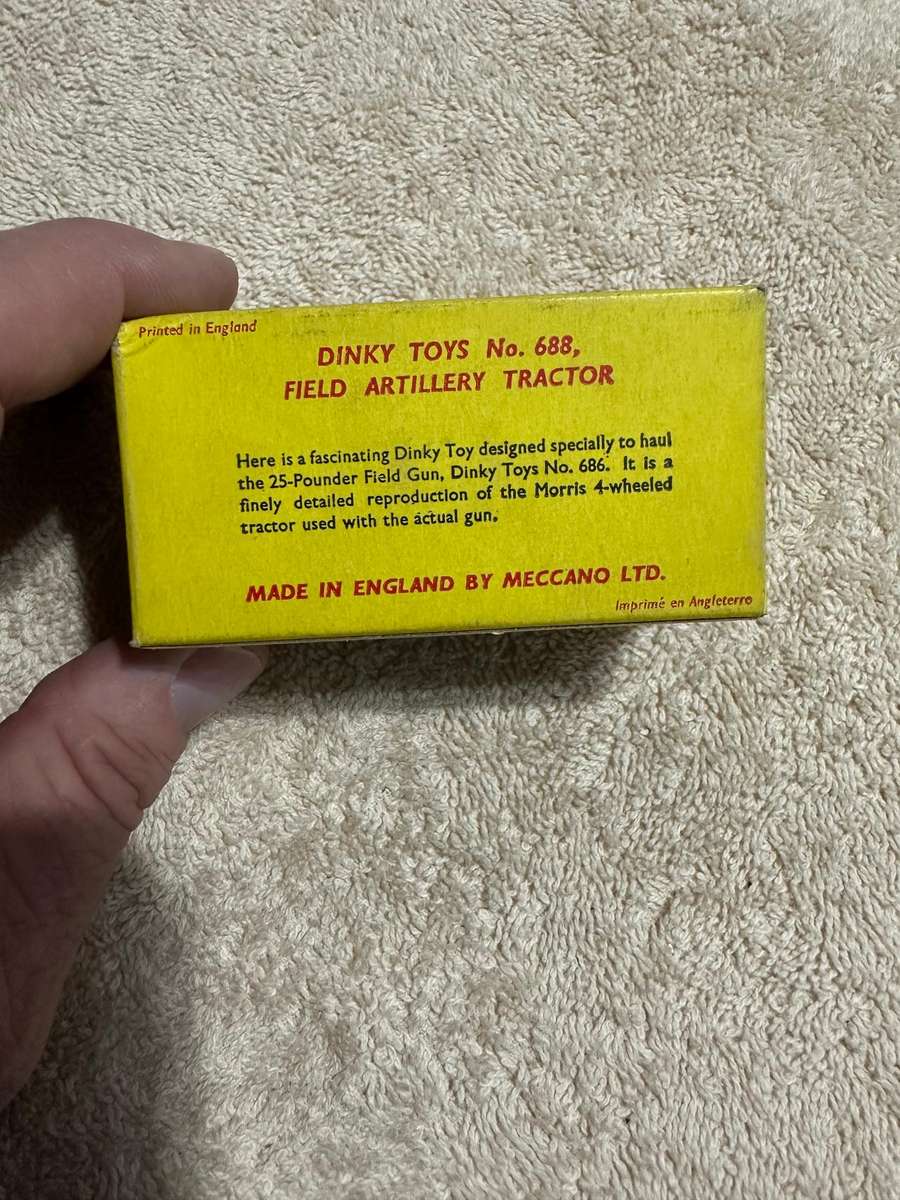 Printed in England
DINKY TOYS No. 688,
FIELD ARTILLERY TRACTOR
Here is a fascinating Dinky Toy designed specially to haul
the 25-Pounder Field Gun, Dinky Toys No. 686. It is a
finely detailed reproduction of the Morris 4-wheeled
tractor used with the actual gun.
MADE IN ENGLAND BY MECCANO LTD.
Imprimé en Angleterre